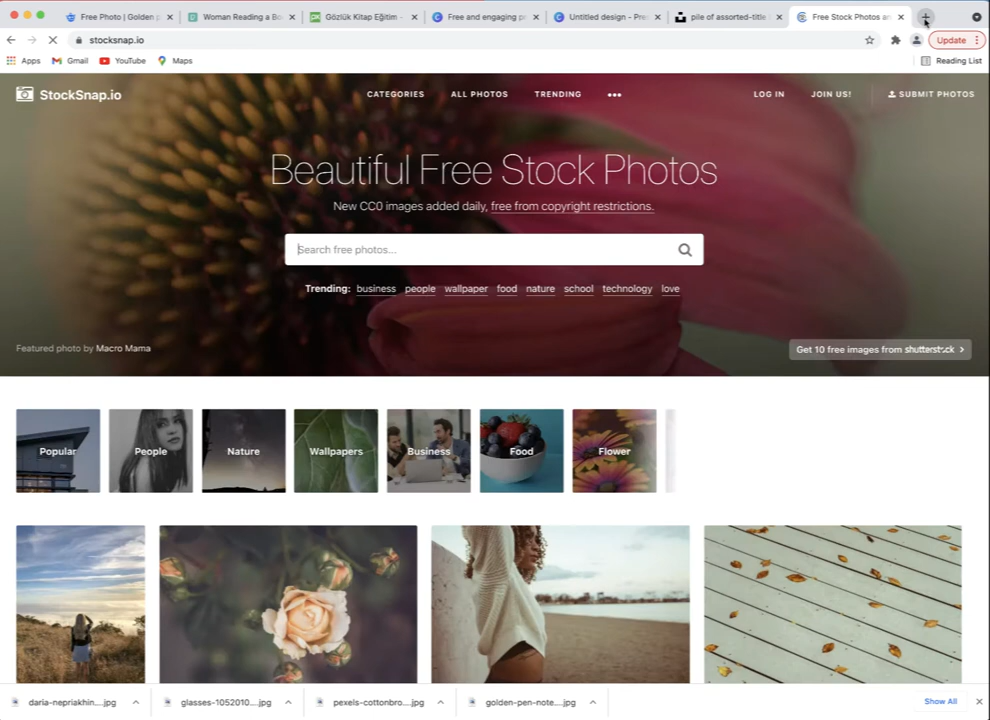 Free Photo | Golden p
Woman Reading a Bo
Gözlük Kitap Eğitim -
Free and engaging p
Untitled design - Pre
pile of assorted-title
Free Stock Photos an
stocksnap.io
Update
Apps
Gmail
YouTube
Maps
Reading List
StockSnap.io
CATEGORIES
ALL PHOTOS
TRENDING
LOG IN
JOIN US!
SUBMIT PHOTOS
Beautiful Free Stock Photos
New CC0 images added daily, free from copyright restrictions.
Search free photos...
Trending: business people wallpaper food nature school technology love
Featured photo by Macro Mama
Get 10 free images from shutterstock
Popular
People
Nature
Wallpapers
Business
Food
Flower
daria-nepriakhin....jpg
glasses-1052010....jpg
pexels-cottonbro....jpg
golden-pen-note....jpg
Show All